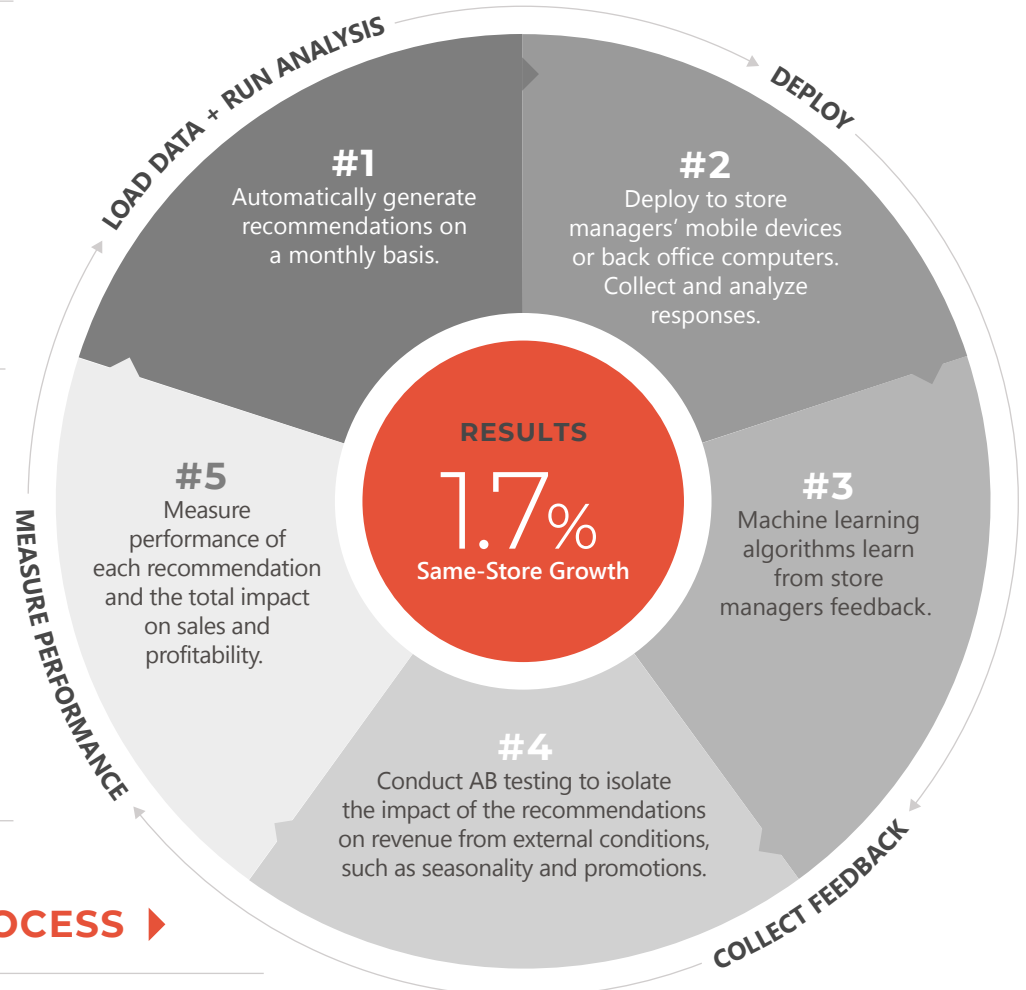 LOAD DATA + RUN ANALYSIS
DEPLOY
#1
Automatically generate
recommendations on
a monthly basis.
#2
Deploy to store
managers’ mobile devices
or back office computers.
Collect and analyze
responses.
RESULTS
1.7%
Same-Store Growth
#3
Machine learning
algorithms learn
from store
managers feedback.
#4
Conduct AB testing to isolate
the impact of the recommendations
on revenue from external conditions,
such as seasonality and promotions.
#5
Measure
performance of
each recommendation
and the total impact
on sales and
profitability.
MEASURE PERFORMANCE
COLLECT FEEDBACK